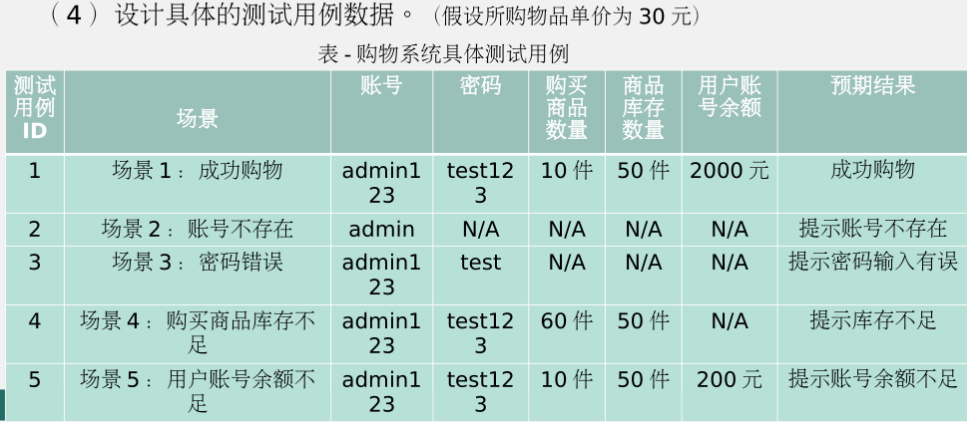 （4）设计具体的测试用例数据。（假设所购物品单价为 30 元）
表 - 购物系统具体测试用例
测试用例ID 场景 账号 密码 购买商品数量 商品库存数量 用户账号余额 预期结果
1 场景 1： 成功购物 admin123 test123 10 件 50 件 2000 元 成功购物
2 场景 2： 账号不存在 admin N/A N/A N/A N/A 提示账号不存在
3 场景 3： 密码错误 admin123 test N/A N/A N/A 提示密码输入有误
4 场景 4： 购买商品库存不足 admin123 test123 60 件 50 件 N/A 提示库存不足
5 场景 5： 用户账号余额不足 admin123 test123 10 件 50 件 200 元 提示账号余额不足